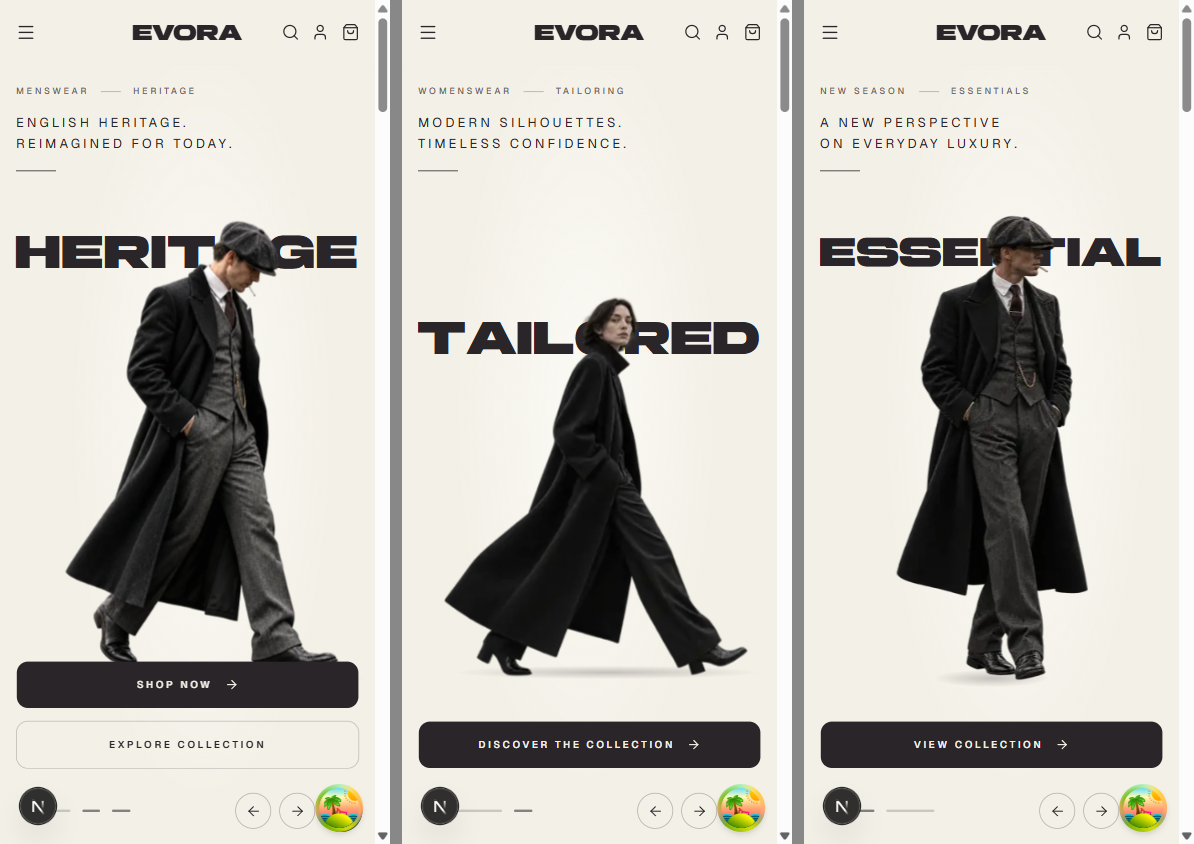 EVORA
MENSWEAR — HERITAGE
ENGLISH HERITAGE.
REIMAGINED FOR TODAY.
HERITGE
SHOP NOW →
EXPLORE COLLECTION
N
EVORA
WOMENSWEAR — TAILORING
MODERN SILHOUETTES.
TIMELESS CONFIDENCE.
TAILORED
DISCOVER THE COLLECTION →
N
EVORA
NEW SEASON — ESSENTIALS
A NEW PERSPECTIVE
ON EVERYDAY LUXURY.
ESSENTIAL
VIEW COLLECTION →
N